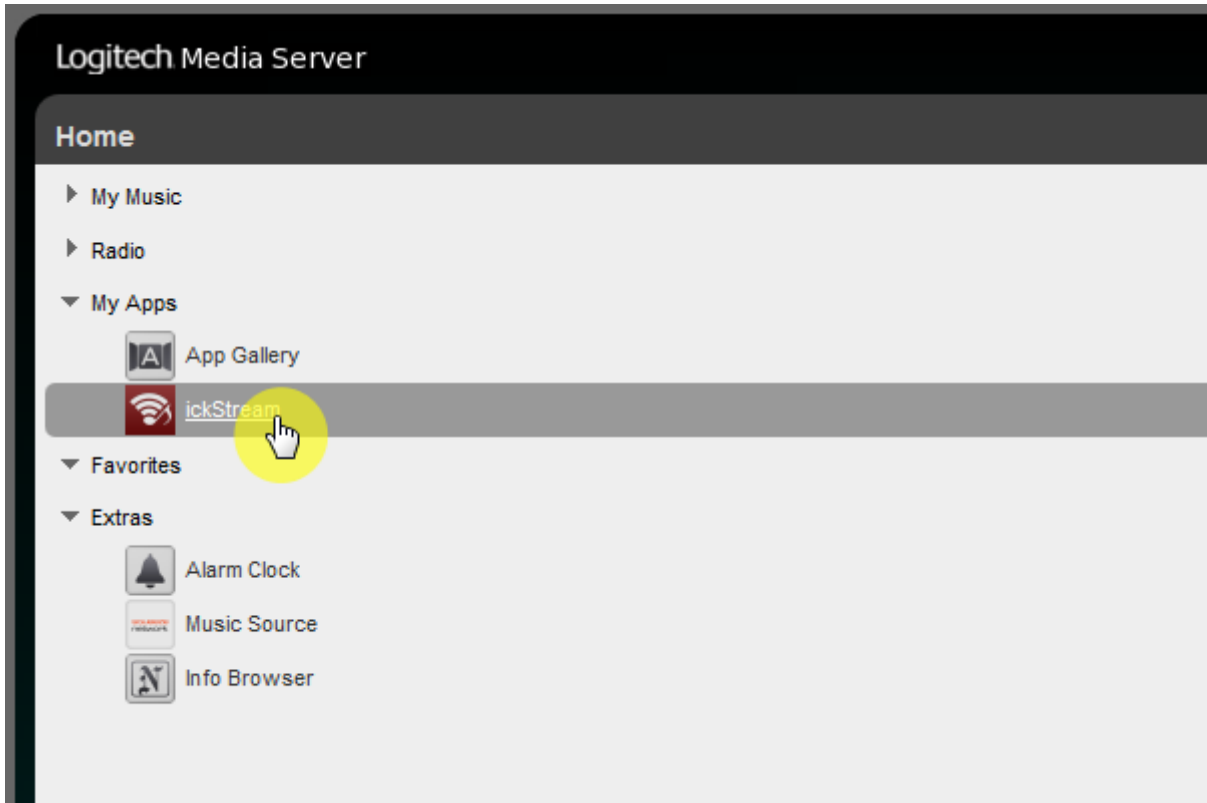 Logitech Media Server
Home
My Music
Radio
My Apps
A App Gallery
ickStream
Favorites
Extras
Alarm Clock
Music Source
N Info Browser